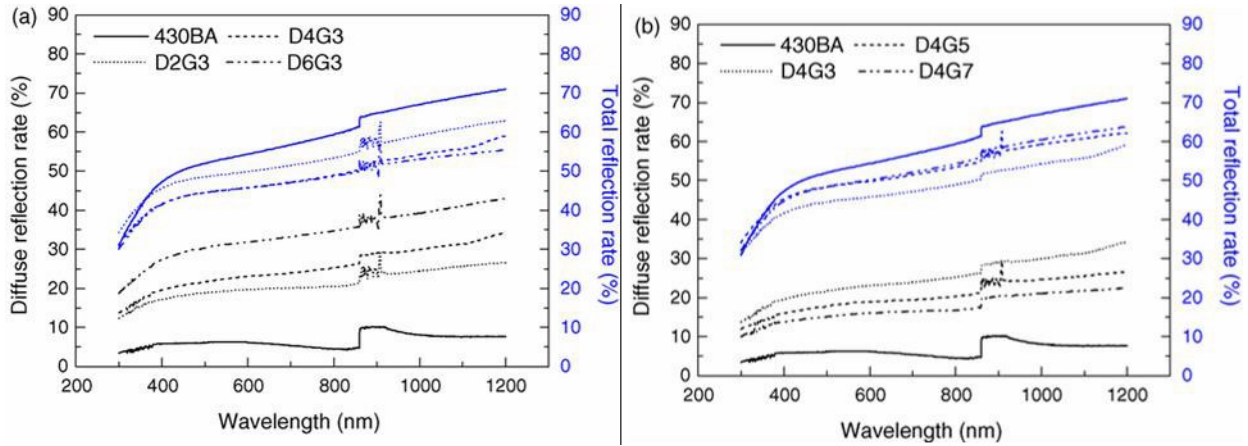 (a)
430BA D4G3
D2G3 D6G3
Diffuse reflection rate (%)
0 10 20 30 40 50 60 70 80 90
Total reflection rate (%)
0 10 20 30 40 50 60 70 80 90
200 400 600 800 1000 1200
Wavelength (nm)
(b)
430BA D4G5
D4G3 D4G7
Diffuse reflection rate (%)
0 10 20 30 40 50 60 70 80 90
Total reflection rate (%)
0 10 20 30 40 50 60 70 80 90
200 400 600 800 1000 1200
Wavelength (nm)